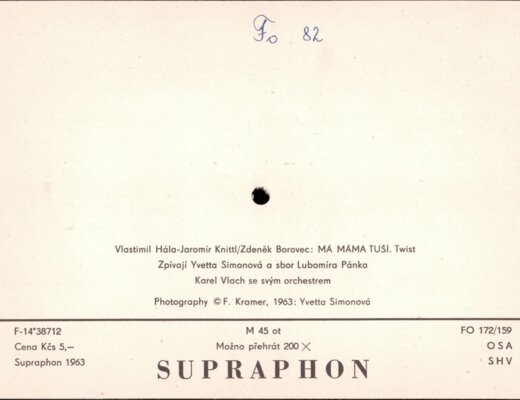 Fo 82
Vlastimil Hála-Jaromír Knittl/Zdeněk Borovec: MÁ MÁMA TUŠÍ. Twist
Zpívají Yvetta Simonová a sbor Lubomíra Pánka
Karel Vlach se svým orchestrem
Photography © F. Kramer, 1963: Yvetta Simonová
F-14*38712 M 45 ot FO 172/159
Cena Kčs 5,— Možno přehrát 200 × OSA
Supraphon 1963 SHV
SUPRAPHON